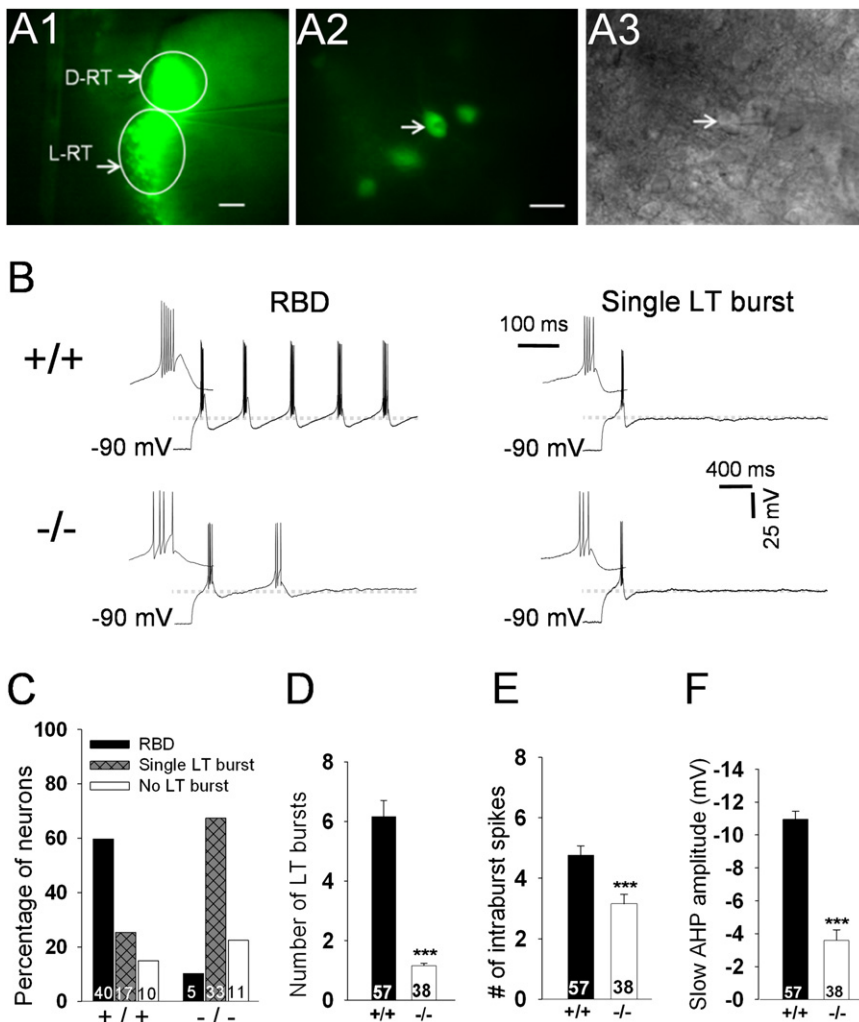 A1
A2
A3
D-RT
L-RT
B
RBD
Single LT burst
100 ms
+/+
-90 mV
-90 mV
400 ms
25 mV
-/-
-90 mV
-90 mV
C
Percentage of neurons
100
80
60
40
20
0
RBD
Single LT burst
No LT burst
40 17 10
5 33 11
+ / +
- / -
D
Number of LT bursts
8
6
4
2
0
***
57
38
+/+
-/-
E
# of intraburst spikes
8
6
4
2
0
***
57
38
+/+
-/-
F
Slow AHP amplitude (mV)
-14
-12
-10
-8
-6
-4
-2
-0
***
57
38
+/+
-/-